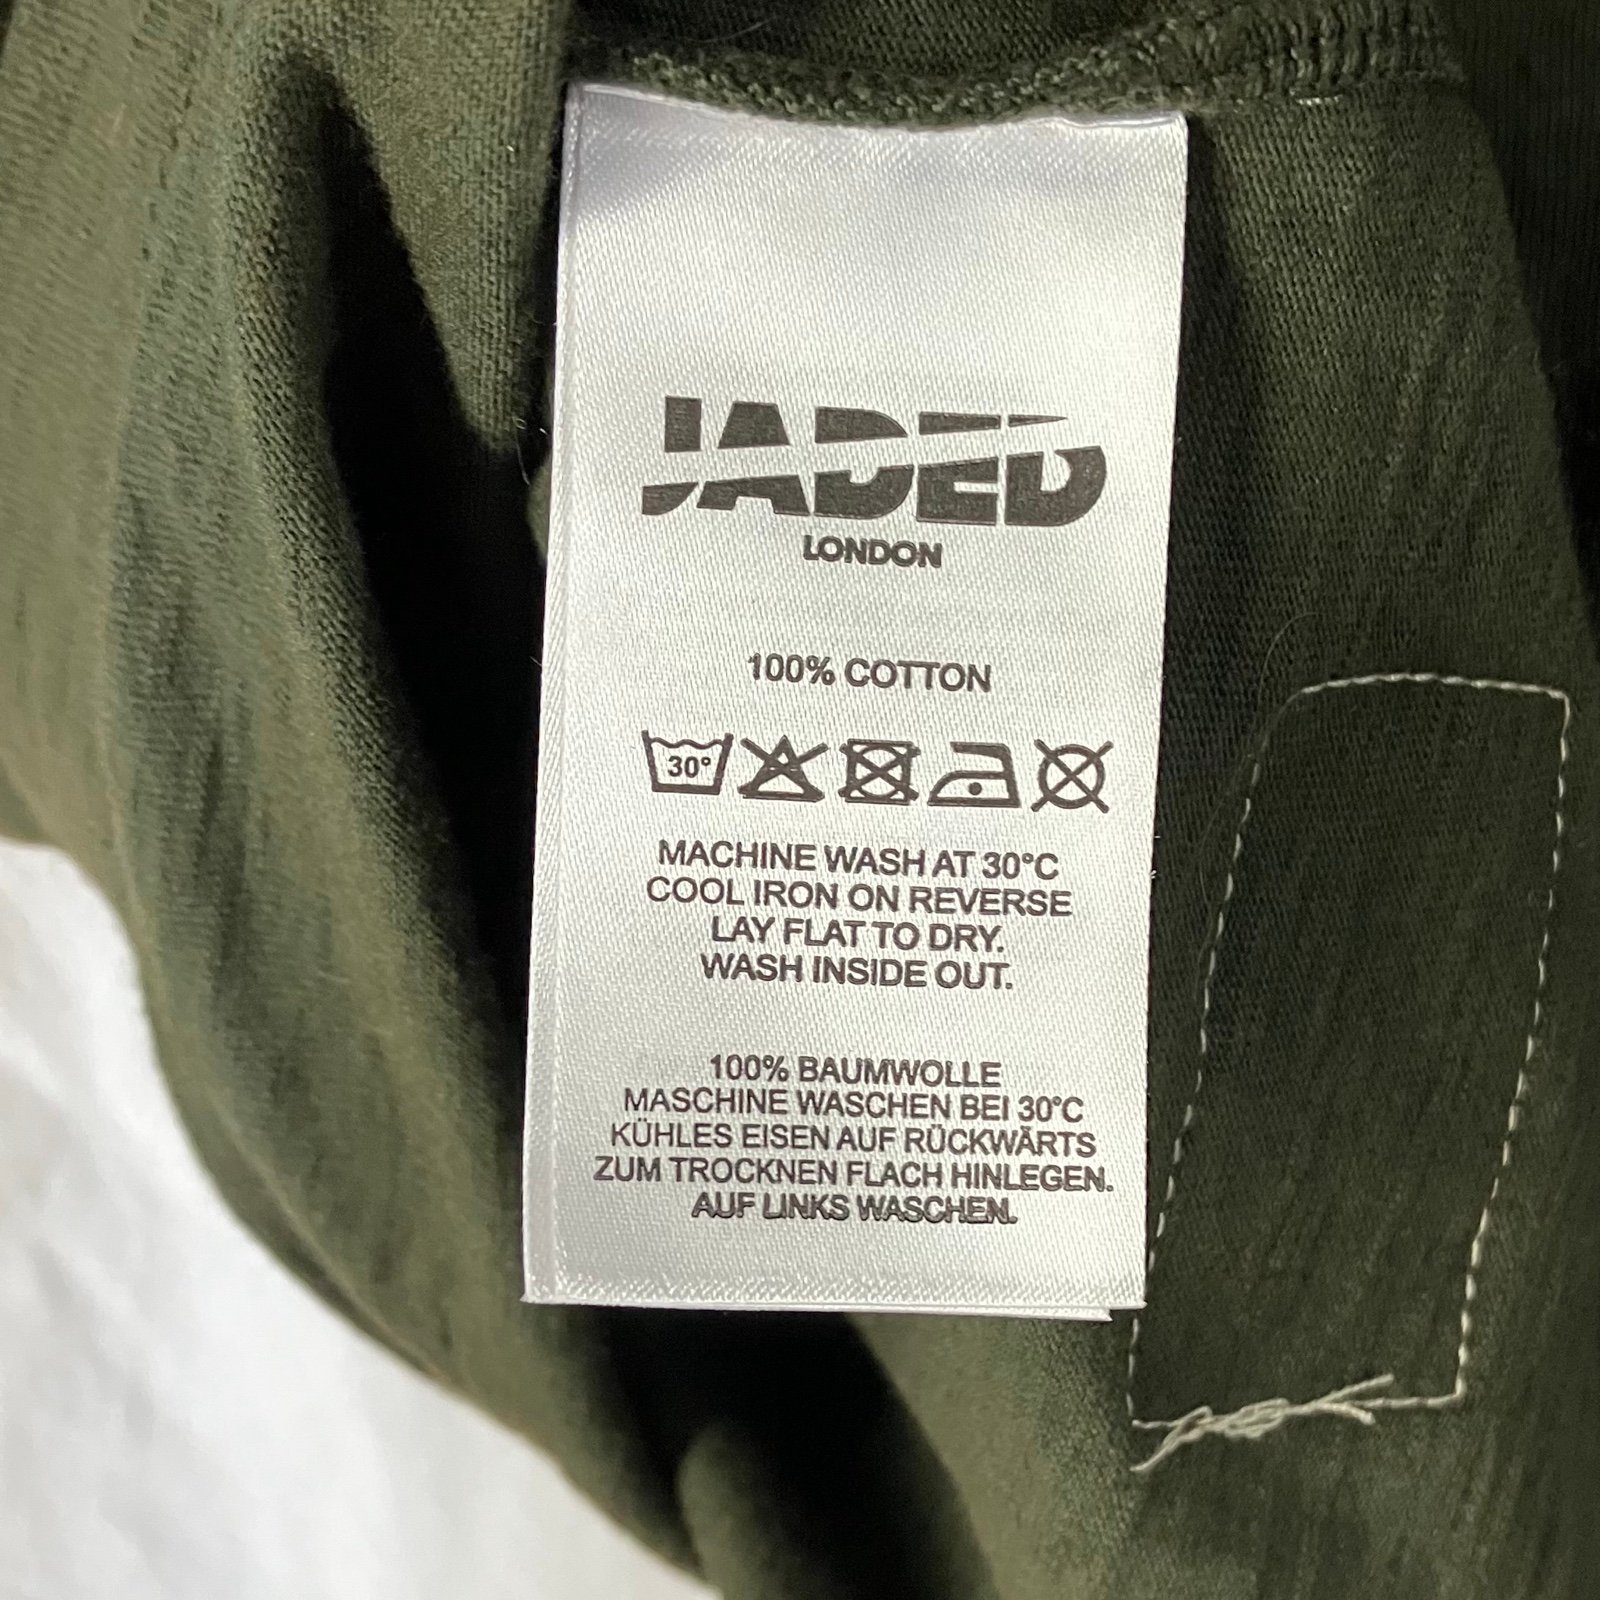 JADED
LONDON
100% COTTON
30°
MACHINE WASH AT 30°C
COOL IRON ON REVERSE
LAY FLAT TO DRY.
WASH INSIDE OUT.
100% BAUMWOLLE
MASCHINE WASCHEN BEI 30°C
KÜHLES EISEN AUF RÜCKWÄRTS
ZUM TROCKNEN FLACH HINLEGEN.
AUF LINKS WASCHEN.